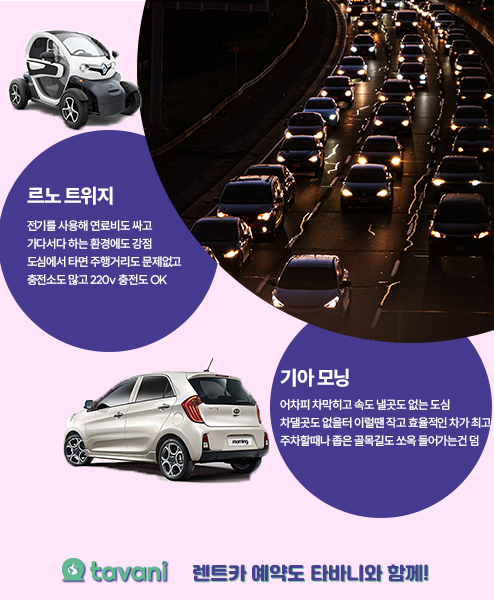 르노 트위지
전기를 사용해 연료비도 싸고
가다서다 하는 환경에도 강점
도심에서 타면 주행거리도 문제없고
충전소도 많고 220v 충전도 OK
기아 모닝
어차피 차막히고 속도 낼곳도 없는 도심
차댈곳도 없을터 이럴땐 작고 효율적인 차가 최고
주차할때나 좁은 골목길도 쏘옥 들어가는건 덤
morning
tavani 렌트카 예약도 타바니와 함께!